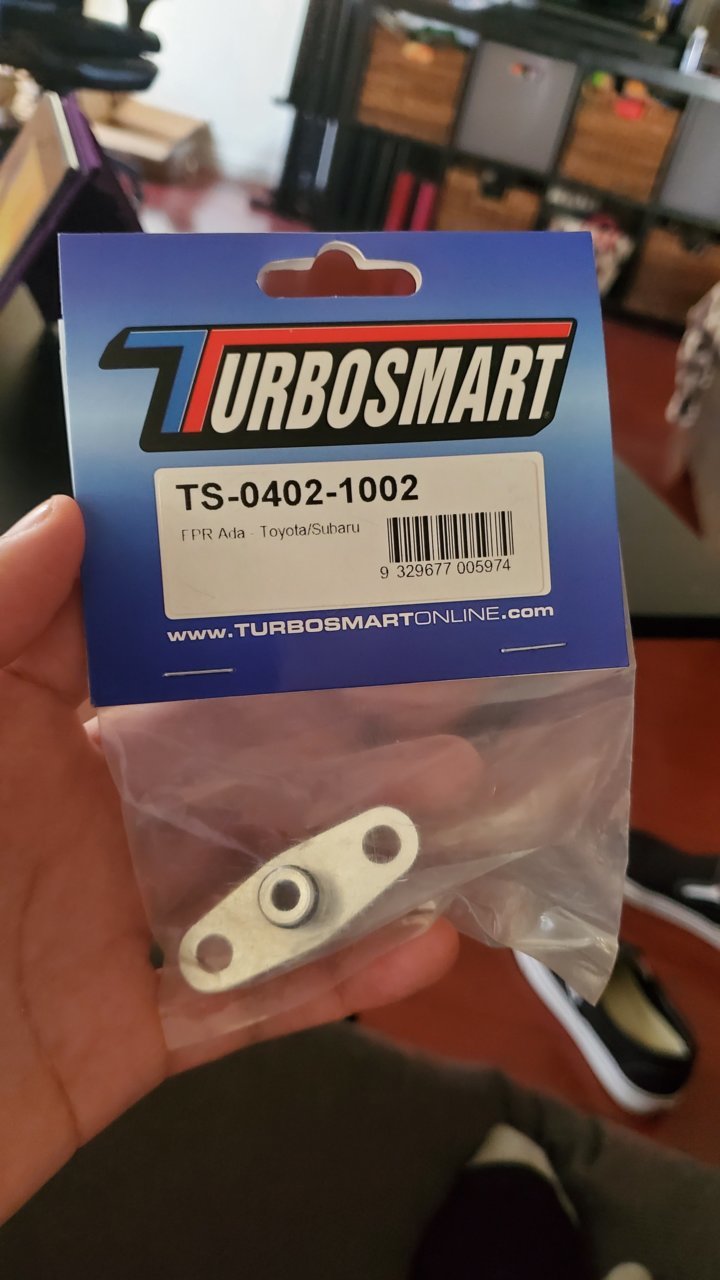 TURBOSMART
TS-0402-1002
FPR Ada - Toyota/Subaru
9 329677 005974
www.TURBOSMARTONLINE.com